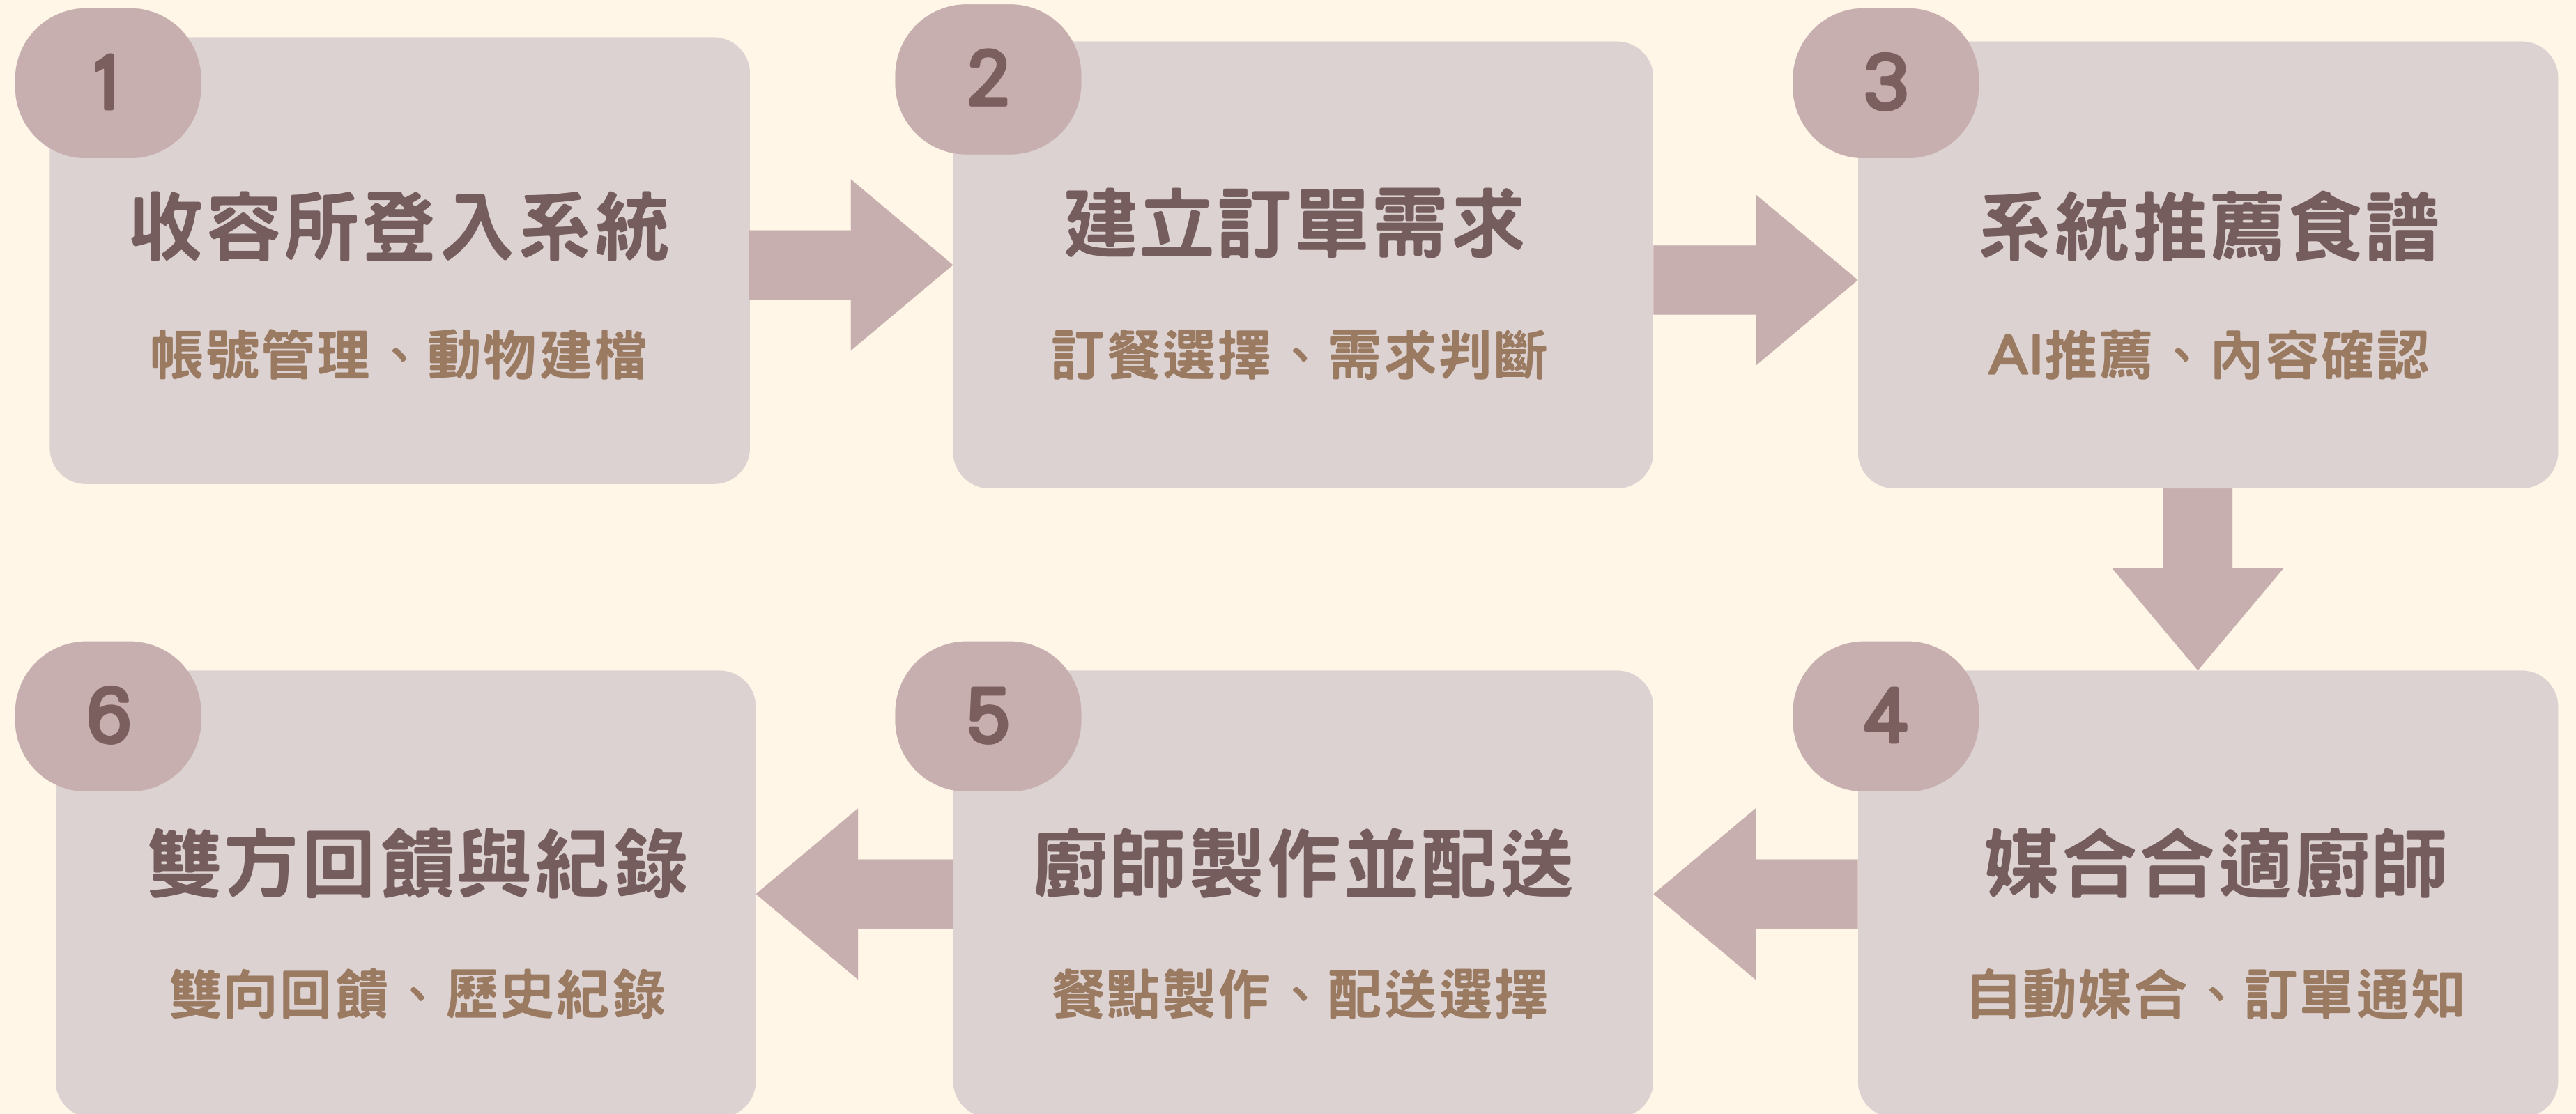 1
收容所登入系統
帳號管理、動物建檔
2
建立訂單需求
訂餐選擇、需求判斷
3
系統推薦食譜
AI推薦、內容確認
4
媒合合適廚師
自動媒合、訂單通知
5
廚師製作並配送
餐點製作、配送選擇
6
雙方回饋與紀錄
雙向回饋、歷史紀錄